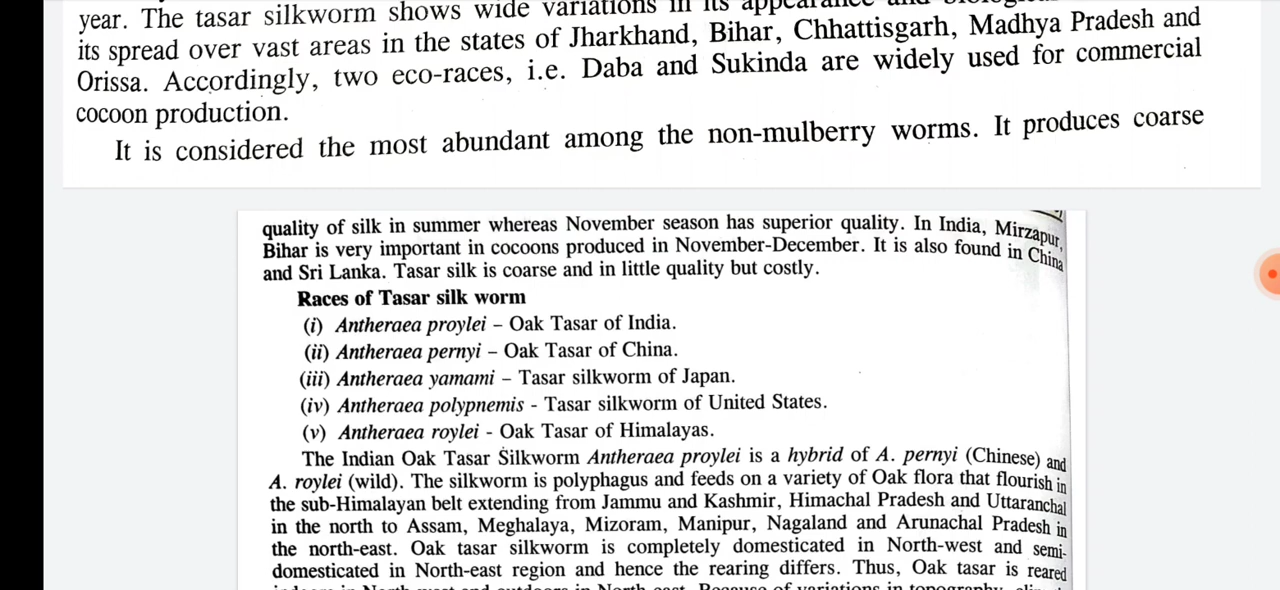 year. The tasar silkworm shows wide variations in its appearance and
its spread over vast areas in the states of Jharkhand, Bihar, Chhattisgarh, Madhya Pradesh and
Orissa. Accordingly, two eco-races, i.e. Daba and Sukinda are widely used for commercial
cocoon production.
It is considered the most abundant among the non-mulberry worms. It produces coarse
quality of silk in summer whereas November season has superior quality. In India, Mirzapur,
Bihar is very important in cocoons produced in November-December. It is also found in China
and Sri Lanka. Tasar silk is coarse and in little quality but costly.
Races of Tasar silk worm
(i) Antheraea proylei – Oak Tasar of India.
(ii) Antheraea pernyi – Oak Tasar of China.
(iii) Antheraea yamami – Tasar silkworm of Japan.
(iv) Antheraea polypnemis - Tasar silkworm of United States.
(v) Antheraea roylei - Oak Tasar of Himalayas.
The Indian Oak Tasar Silkworm Antheraea proylei is a hybrid of A. pernyi (Chinese) and
A. roylei (wild). The silkworm is polyphagus and feeds on a variety of Oak flora that flourish in
the sub-Himalayan belt extending from Jammu and Kashmir, Himachal Pradesh and Uttaranchal
in the north to Assam, Meghalaya, Mizoram, Manipur, Nagaland and Arunachal Pradesh in
the north-east. Oak tasar silkworm is completely domesticated in North-west and semi-
domesticated in North-east region and hence the rearing differs. Thus, Oak tasar is reared